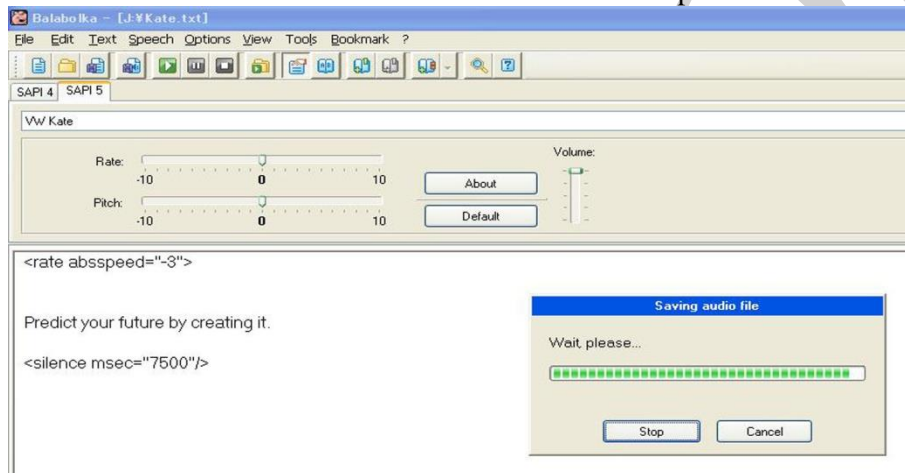 Balabolka - [J:¥Kate.txt]
File Edit Text Speech Options View Tools Bookmark ?
SAPI 4 SAPI 5
VW Kate
Rate:
-10 0 10
Pitch:
-10 0 10
About
Default
Volume:
<rate absspeed="-3">
Predict your future by creating it.
<silence msec="7500"/>
Saving audio file
Wait, please...
Stop Cancel